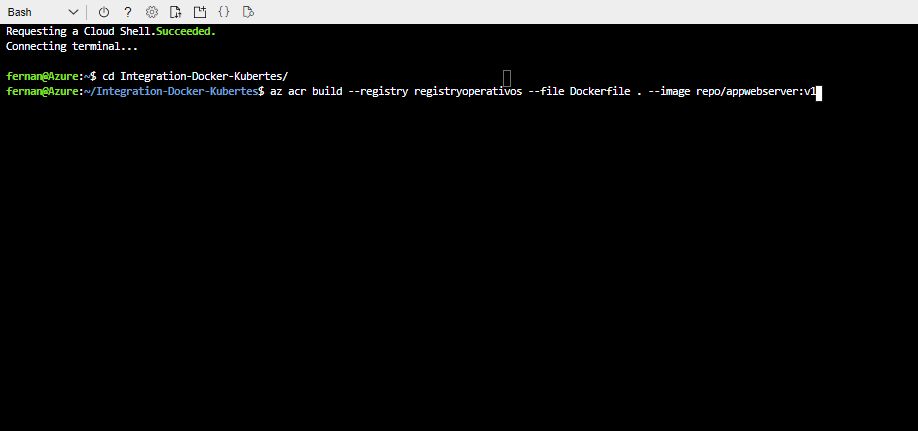 Bash
Requesting a Cloud Shell.Succeeded.
Connecting terminal...
fernan@Azure:~$ cd Integration-Docker-Kubertes/
fernan@Azure:~/Integration-Docker-Kubertes$ az acr build --registry registryoperativos --file Dockerfile . --image repo/appwebserver:v1